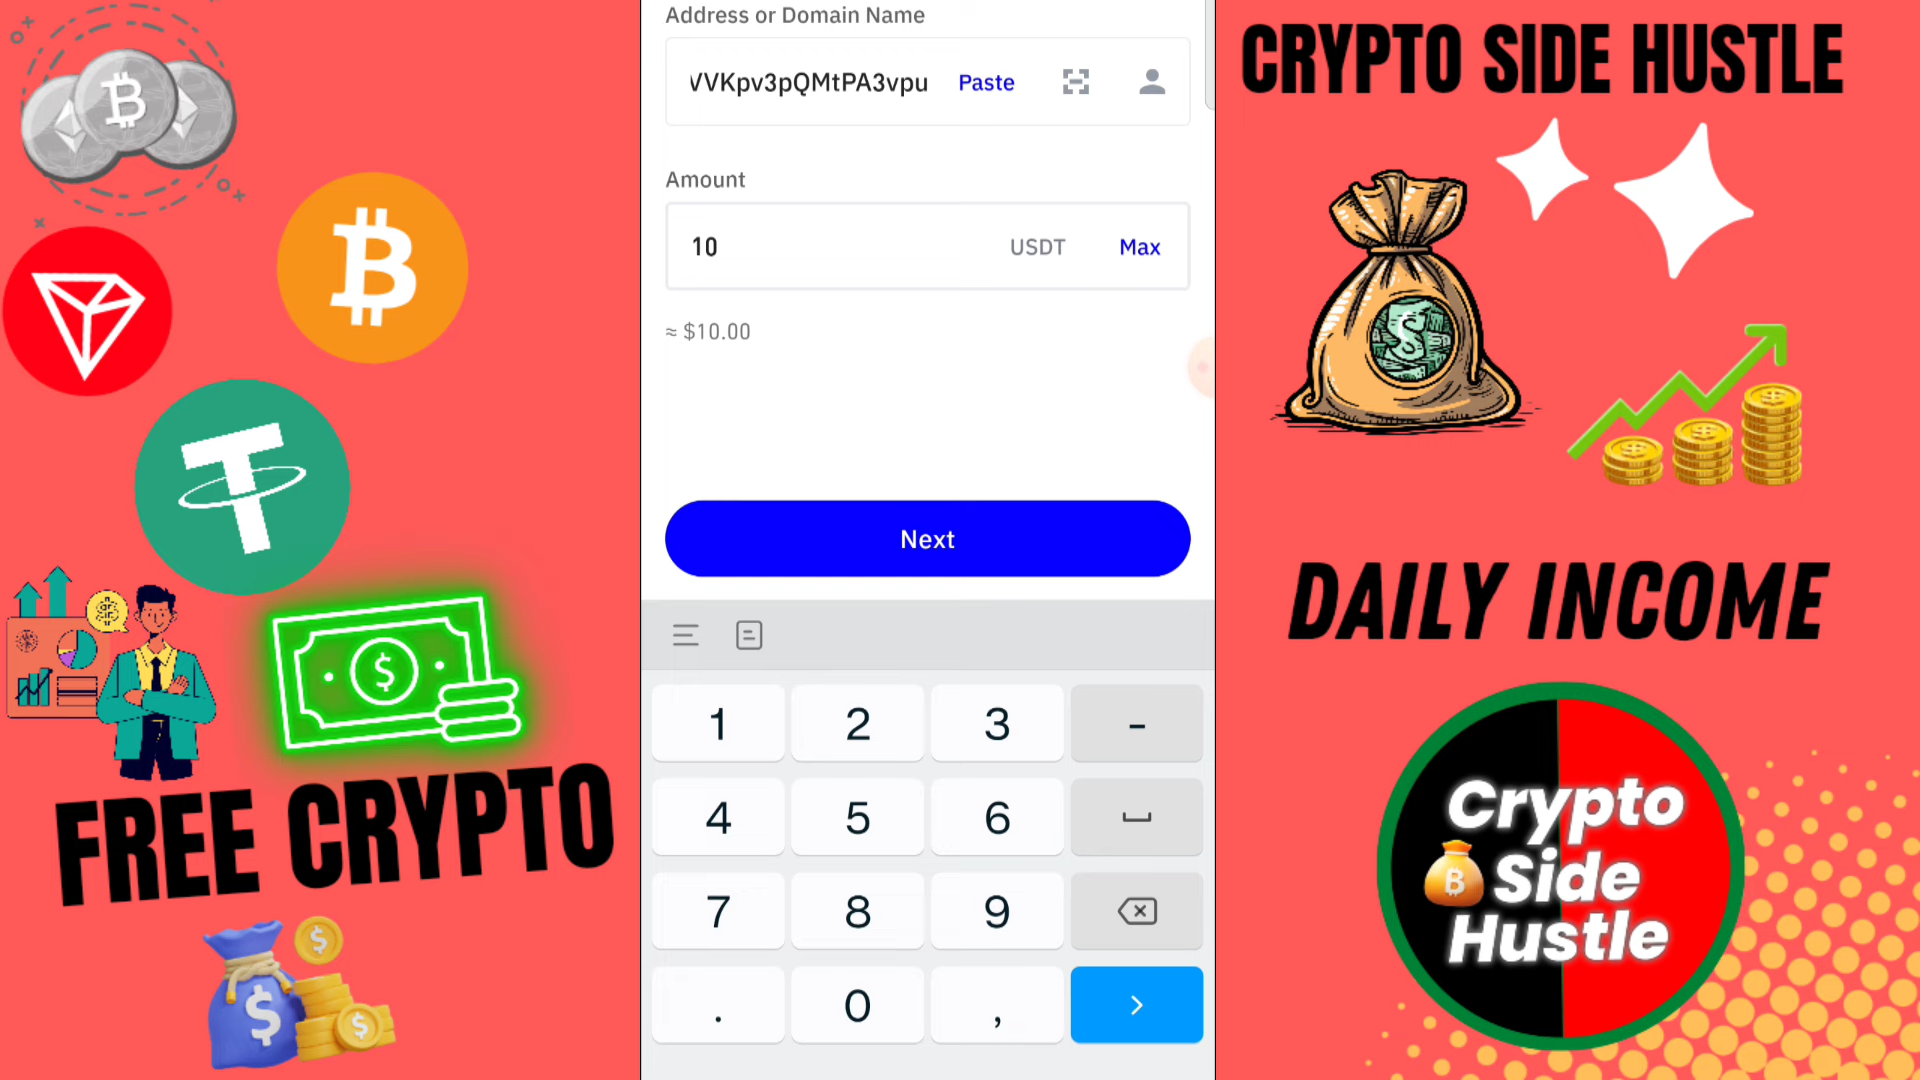 FREE CRYPTO
Address or Domain Name
VVKpv3pQMtPA3vpu Paste
Amount
10 USDT Max
≈ $10.00
Next
1 2 3 -
4 5 6
7 8 9
. 0 ,
CRYPTO SIDE HUSTLE
DAILY INCOME
Crypto
Side
Hustle